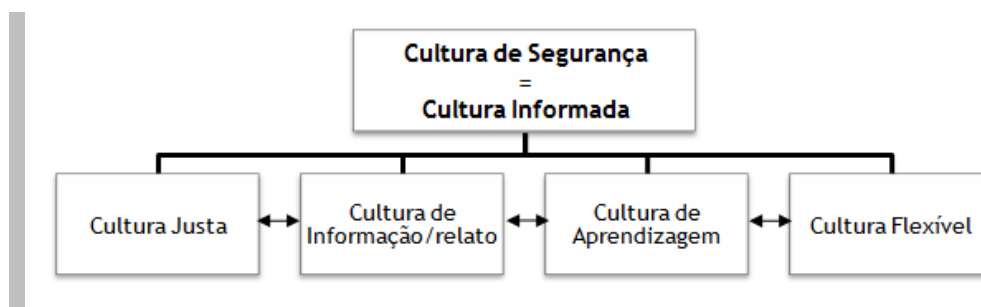 Cultura de Segurança
=
Cultura Informada
Cultura Justa
Cultura de
Informação/relato
Cultura de
Aprendizagem
Cultura Flexível